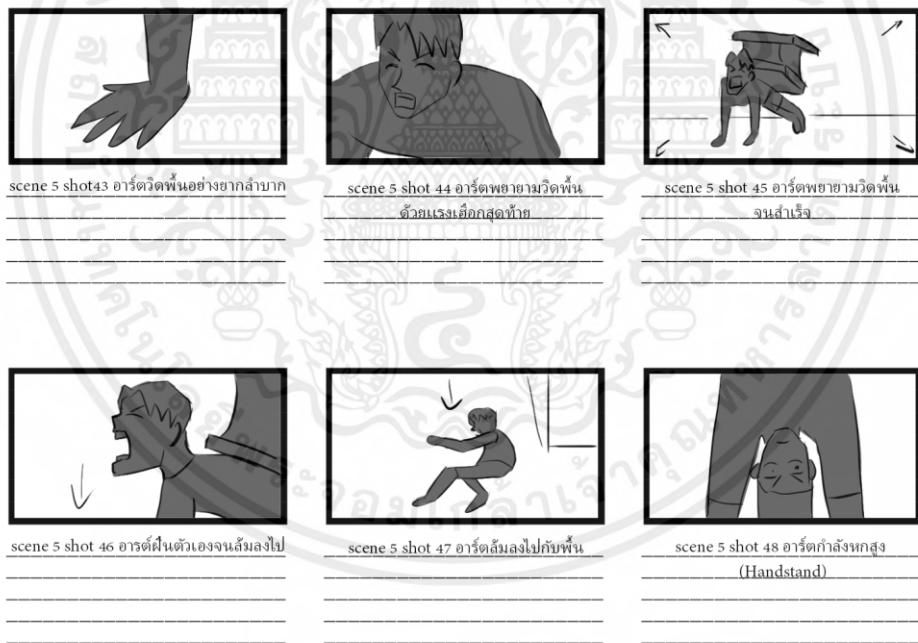 scene 5 shot43 อาร์ตวิดพื้นอย่างยากลำบาก
scene 5 shot 44 อาร์ตพยายามวิดพื้น
ด้วยแรงเฮือกสุดท้าย
scene 5 shot 45 อาร์ตพยายามวิดพื้น
จนสำเร็จ
scene 5 shot 46 อารต์ฝืนตัวเองจนล้มลงไป
scene 5 shot 47 อาร์ตล้มลงไปกับพื้น
scene 5 shot 48 อาร์ตกำลังหกสูง
(Handstand)